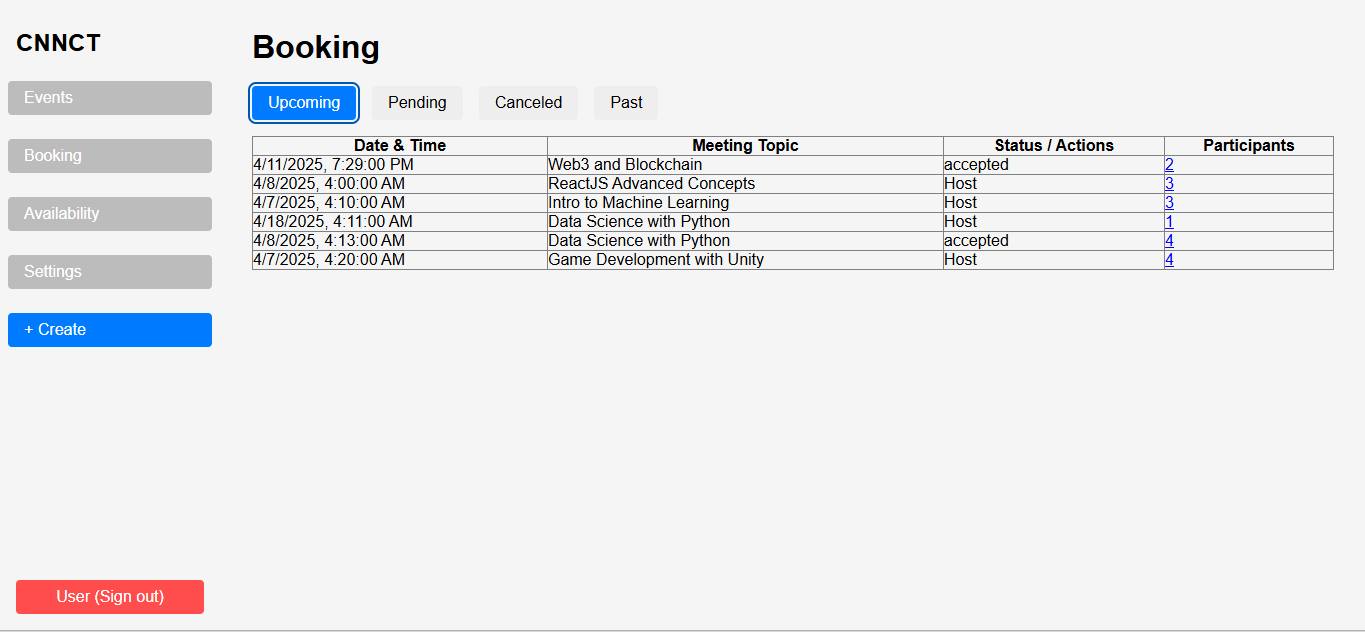 CNNCT
Events
Booking
Availability
Settings
+ Create
User (Sign out)
Booking
Upcoming Pending Canceled Past
Date & Time Meeting Topic Status / Actions Participants
4/11/2025, 7:29:00 PM Web3 and Blockchain accepted 2
4/8/2025, 4:00:00 AM ReactJS Advanced Concepts Host 3
4/7/2025, 4:10:00 AM Intro to Machine Learning Host 3
4/18/2025, 4:11:00 AM Data Science with Python Host 1
4/8/2025, 4:13:00 AM Data Science with Python accepted 4
4/7/2025, 4:20:00 AM Game Development with Unity Host 4